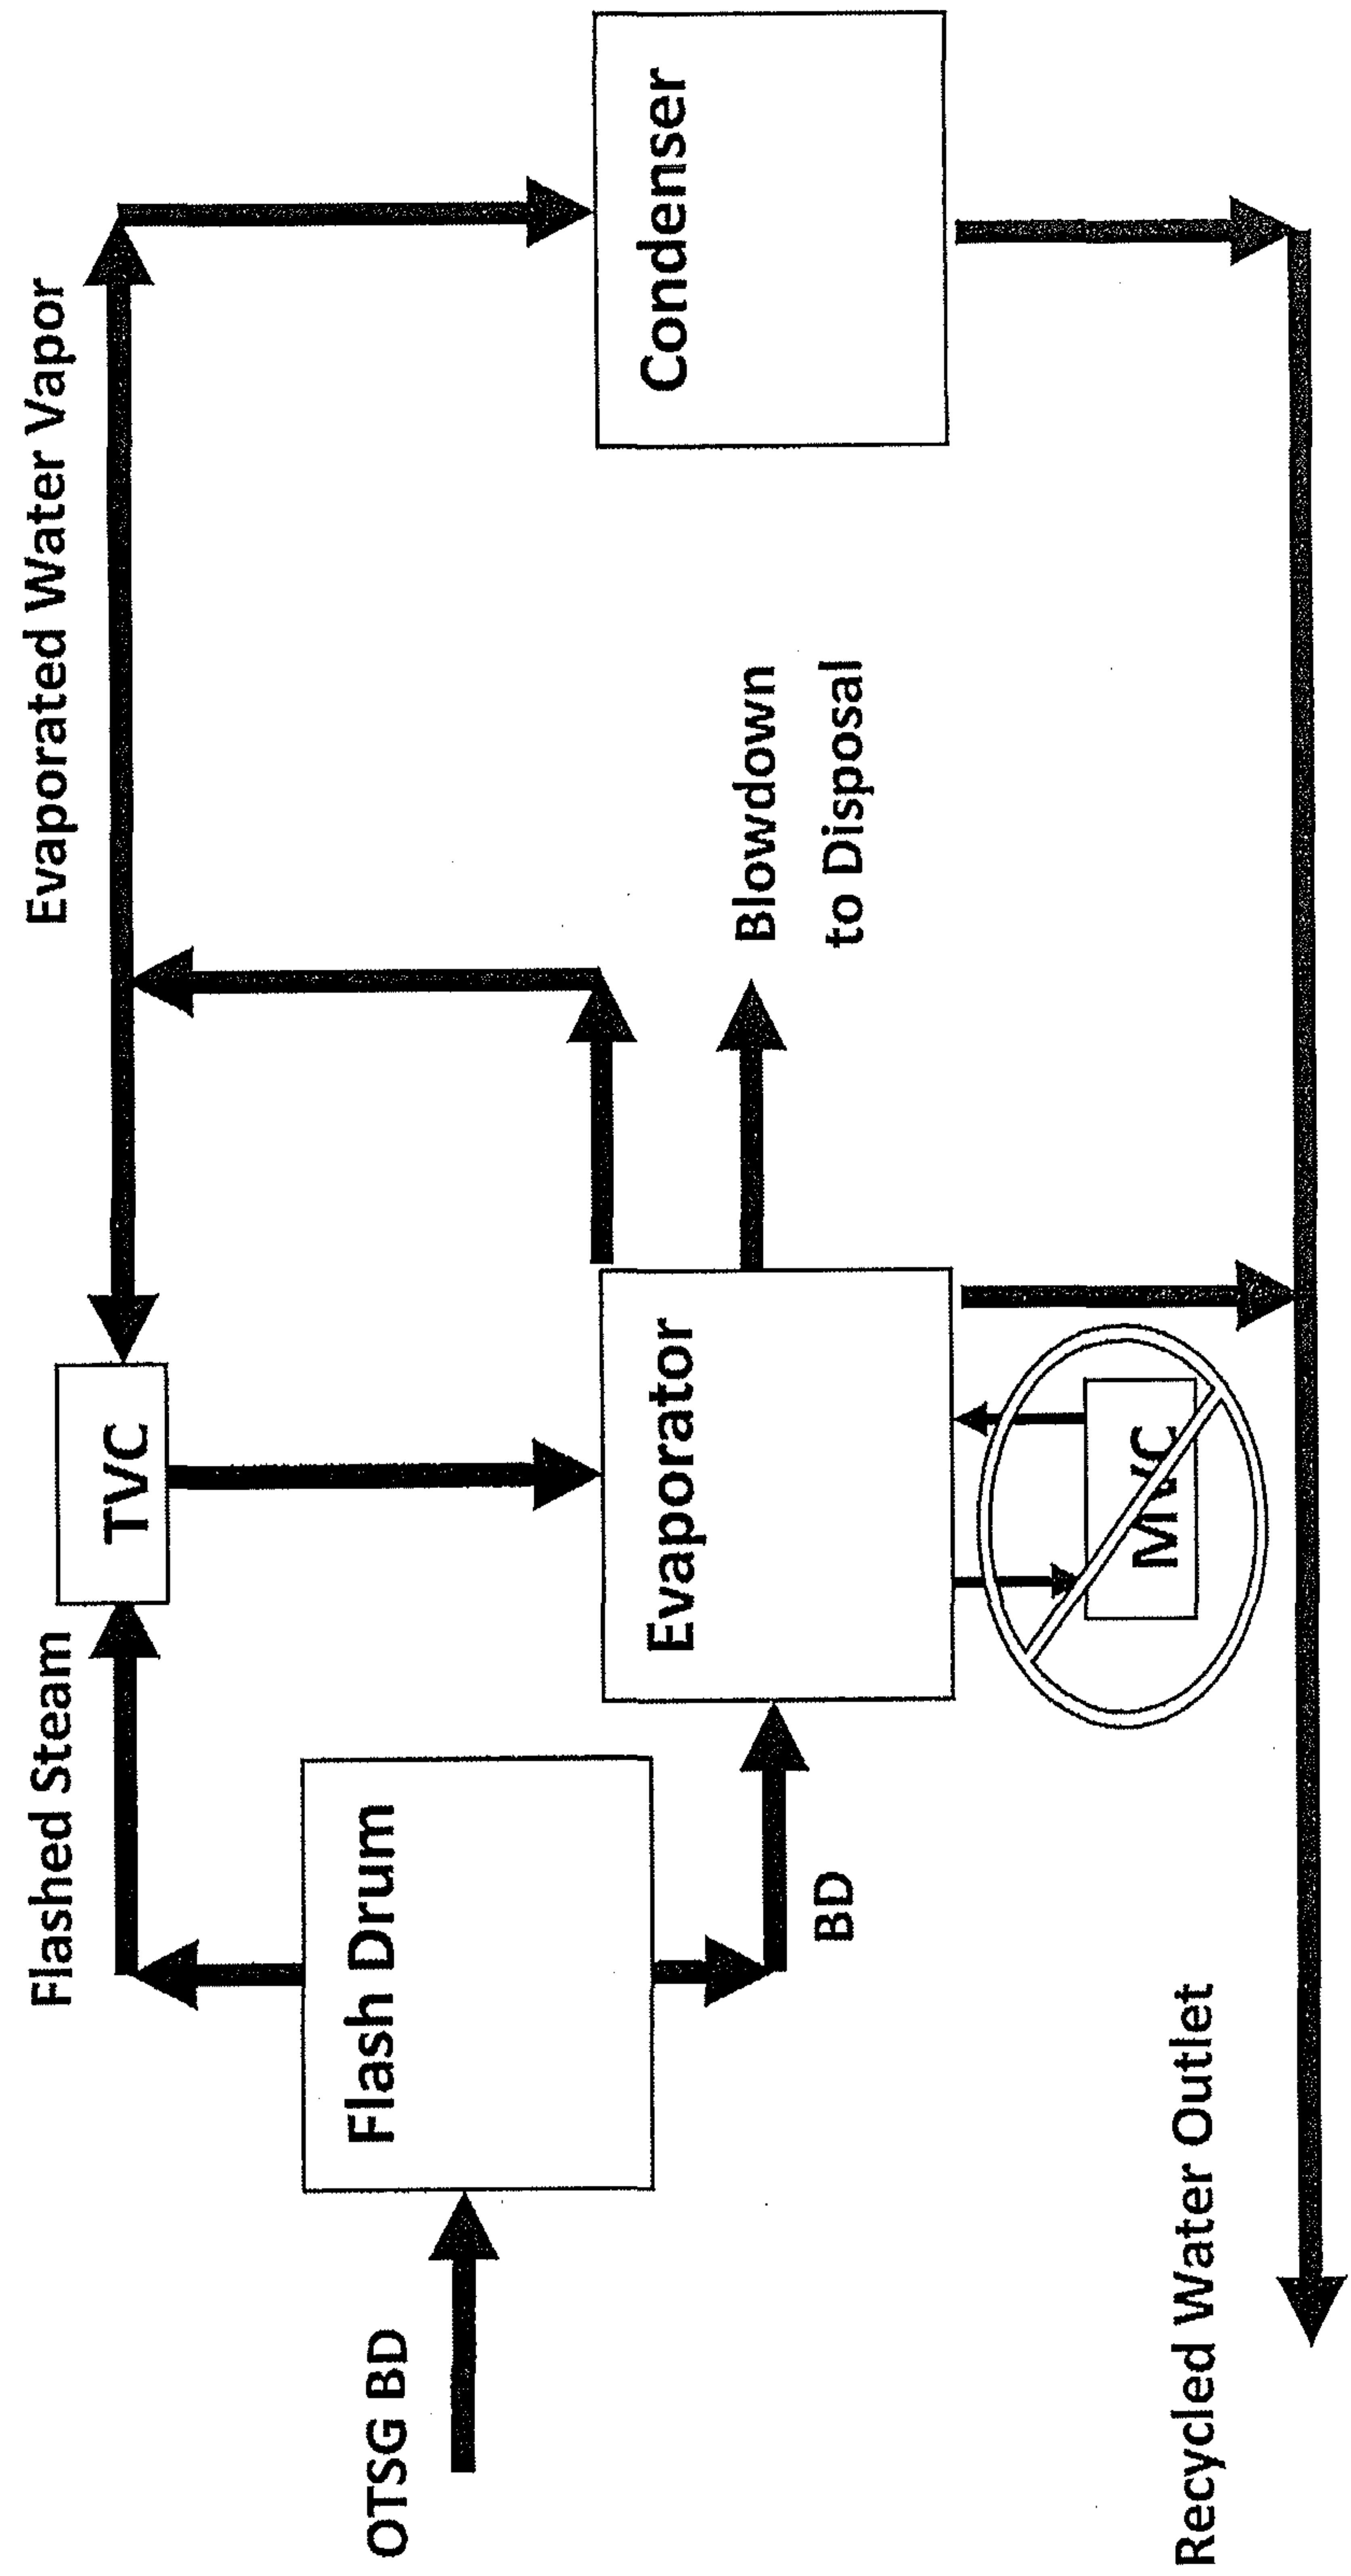 Flashed Steam
Evaporated Water Vapor
TVC
OTSG BD
Flash Drum
Evaporator
Condenser
BD
Blowdown
to Disposal
MVC
Recycled Water Outlet